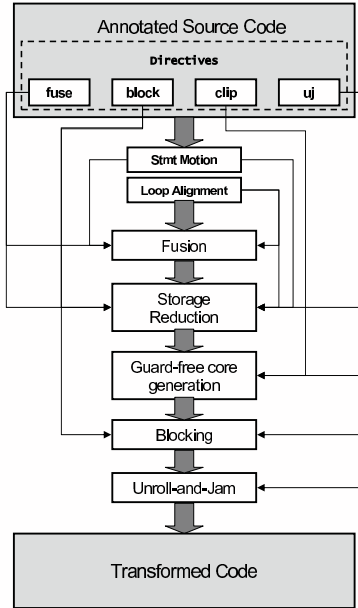 Annotated Source Code
Directives
fuse block clip uj
Stmt Motion
Loop Alignment
Fusion
Storage
Reduction
Guard-free core
generation
Blocking
Unroll-and-Jam
Transformed Code